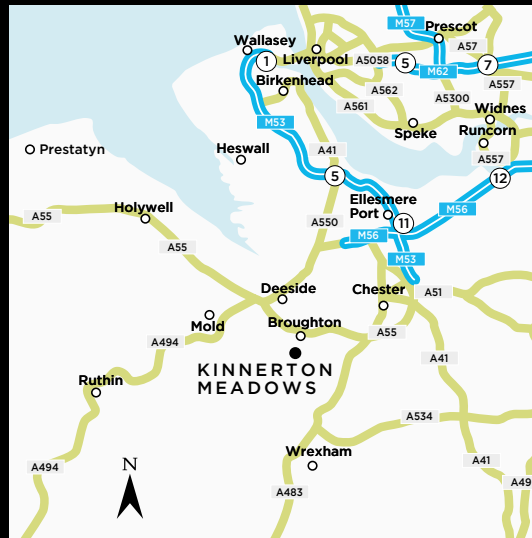 M57
Prescot
Wallasey
1
Liverpool
A5058
5
A57
7
M62
Birkenhead
A562
A557
A5300
A561
Widnes
M53
Speke
Runcorn
A41
Prestatyn
Heswall
A557
5
12
Ellesmere
Port
Holywell
A55
A550
11
M56
M56
A55
M53
Deeside
Chester
A51
Mold
Broughton
A55
A494
A41
KINNERTON
MEADOWS
Ruthin
A534
Wrexham
A41
N
A494
A483
A49